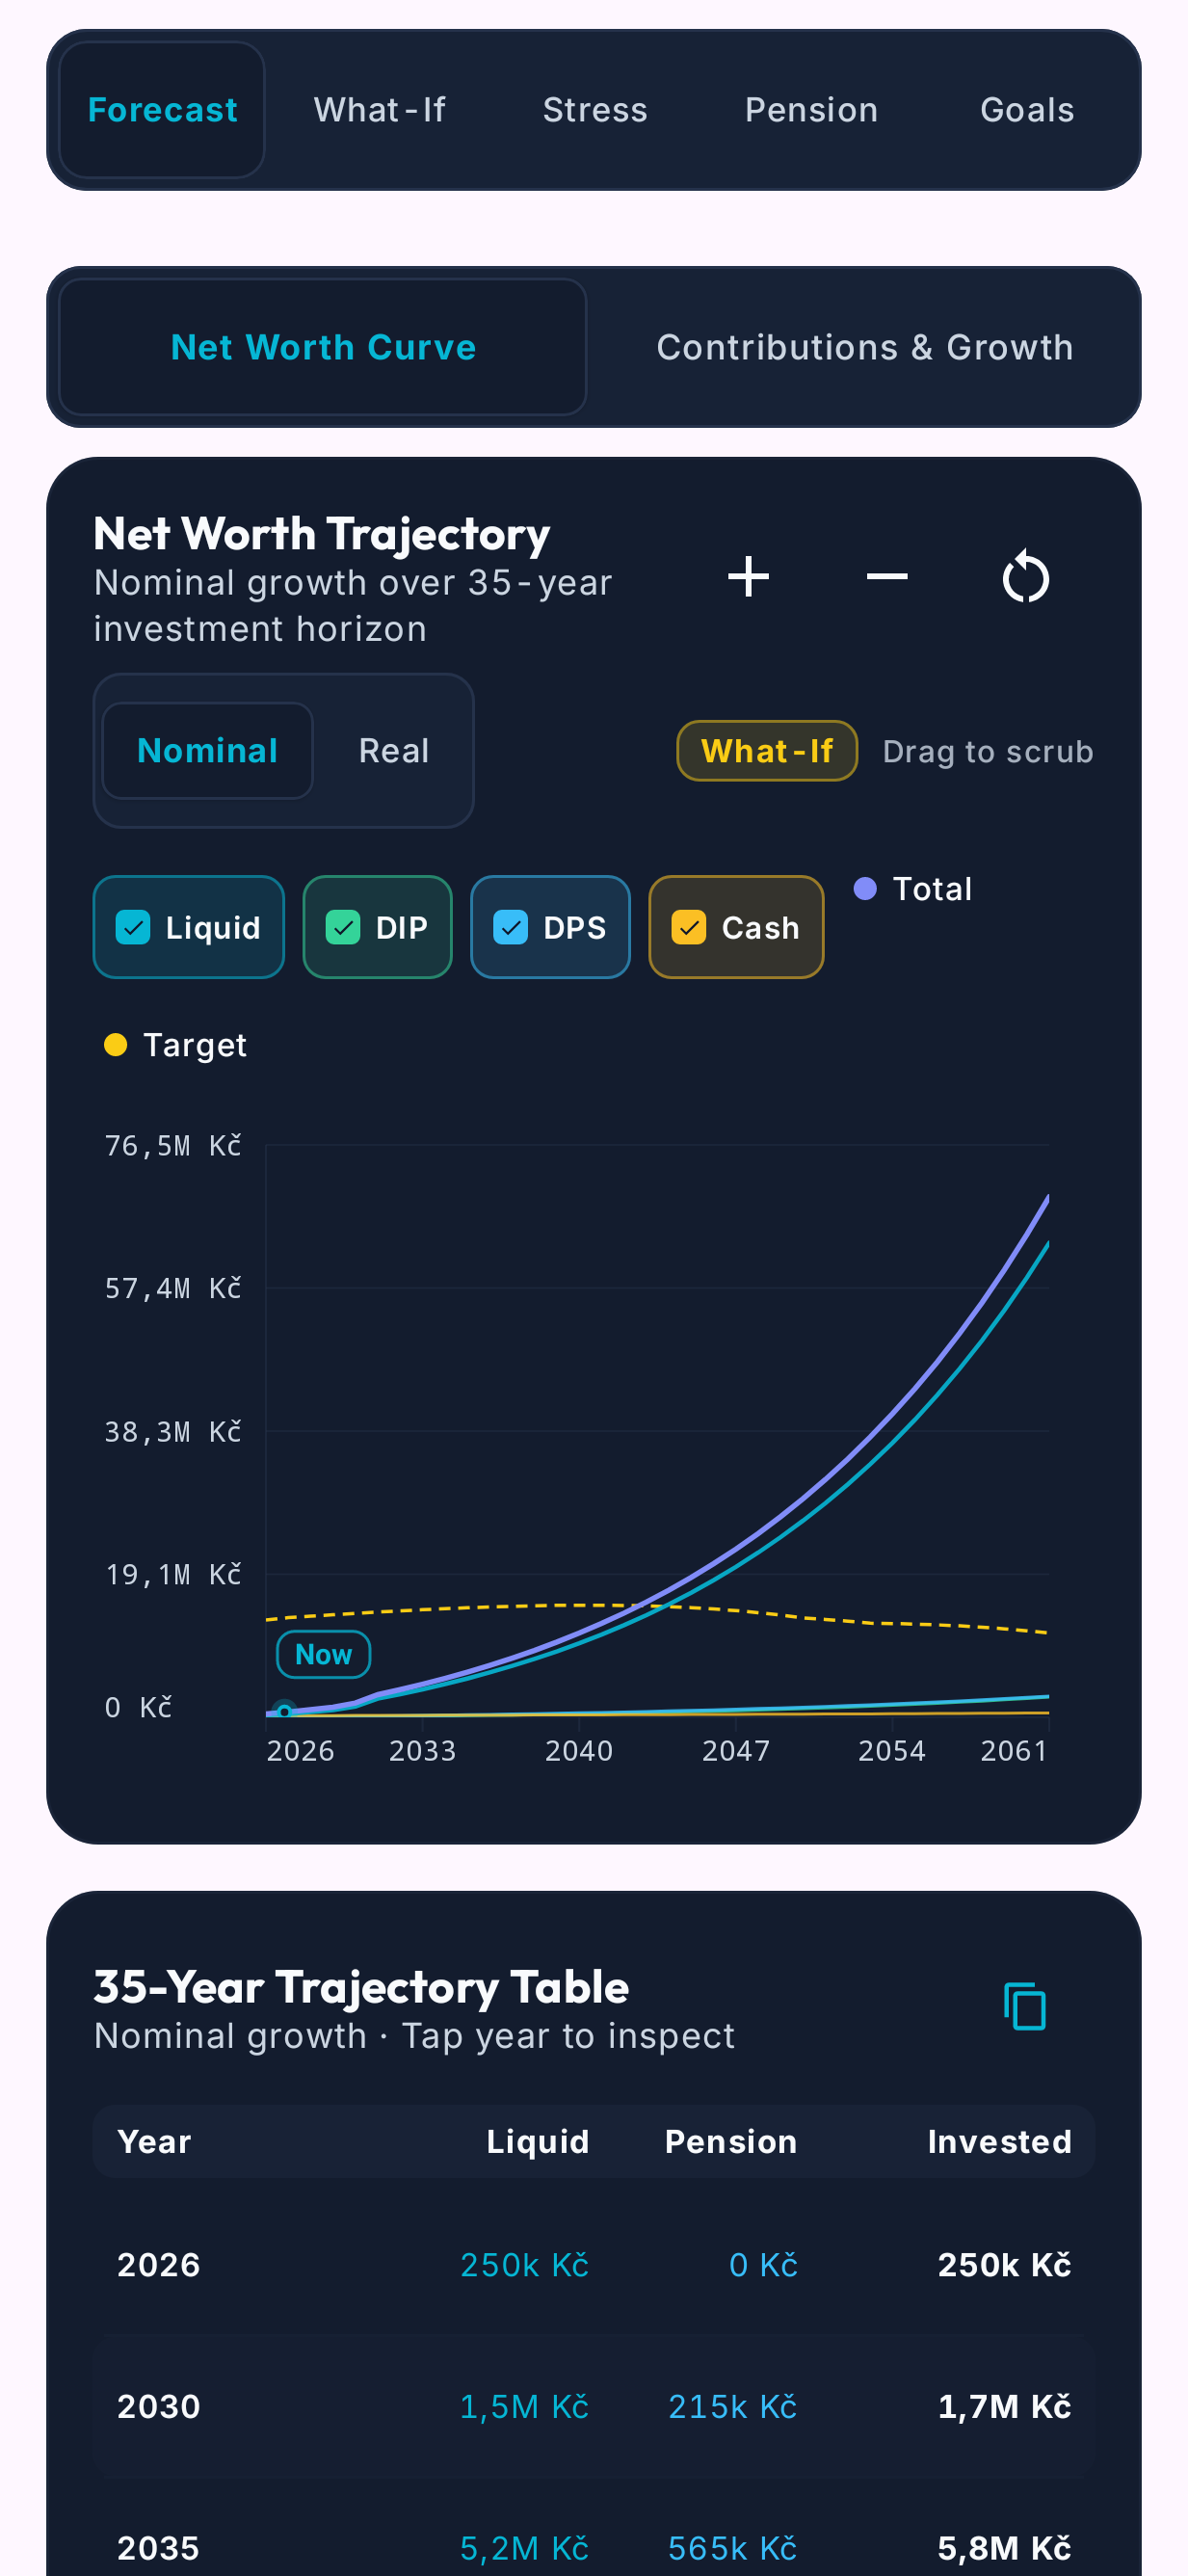 Forecast What-If Stress Pension Goals
Net Worth Curve Contributions & Growth
Net Worth Trajectory
Nominal growth over 35-year
investment horizon
Nominal Real What-If Drag to scrub
Liquid DIP DPS Cash Total
Target
76,5M Kč
57,4M Kč
38,3M Kč
19,1M Kč
Now
0 Kč
2026 2033 2040 2047 2054 2061
35-Year Trajectory Table
Nominal growth · Tap year to inspect
Year Liquid Pension Invested
2026 250k Kč 0 Kč 250k Kč
2030 1,5M Kč 215k Kč 1,7M Kč
2035 5,2M Kč 565k Kč 5,8M Kč